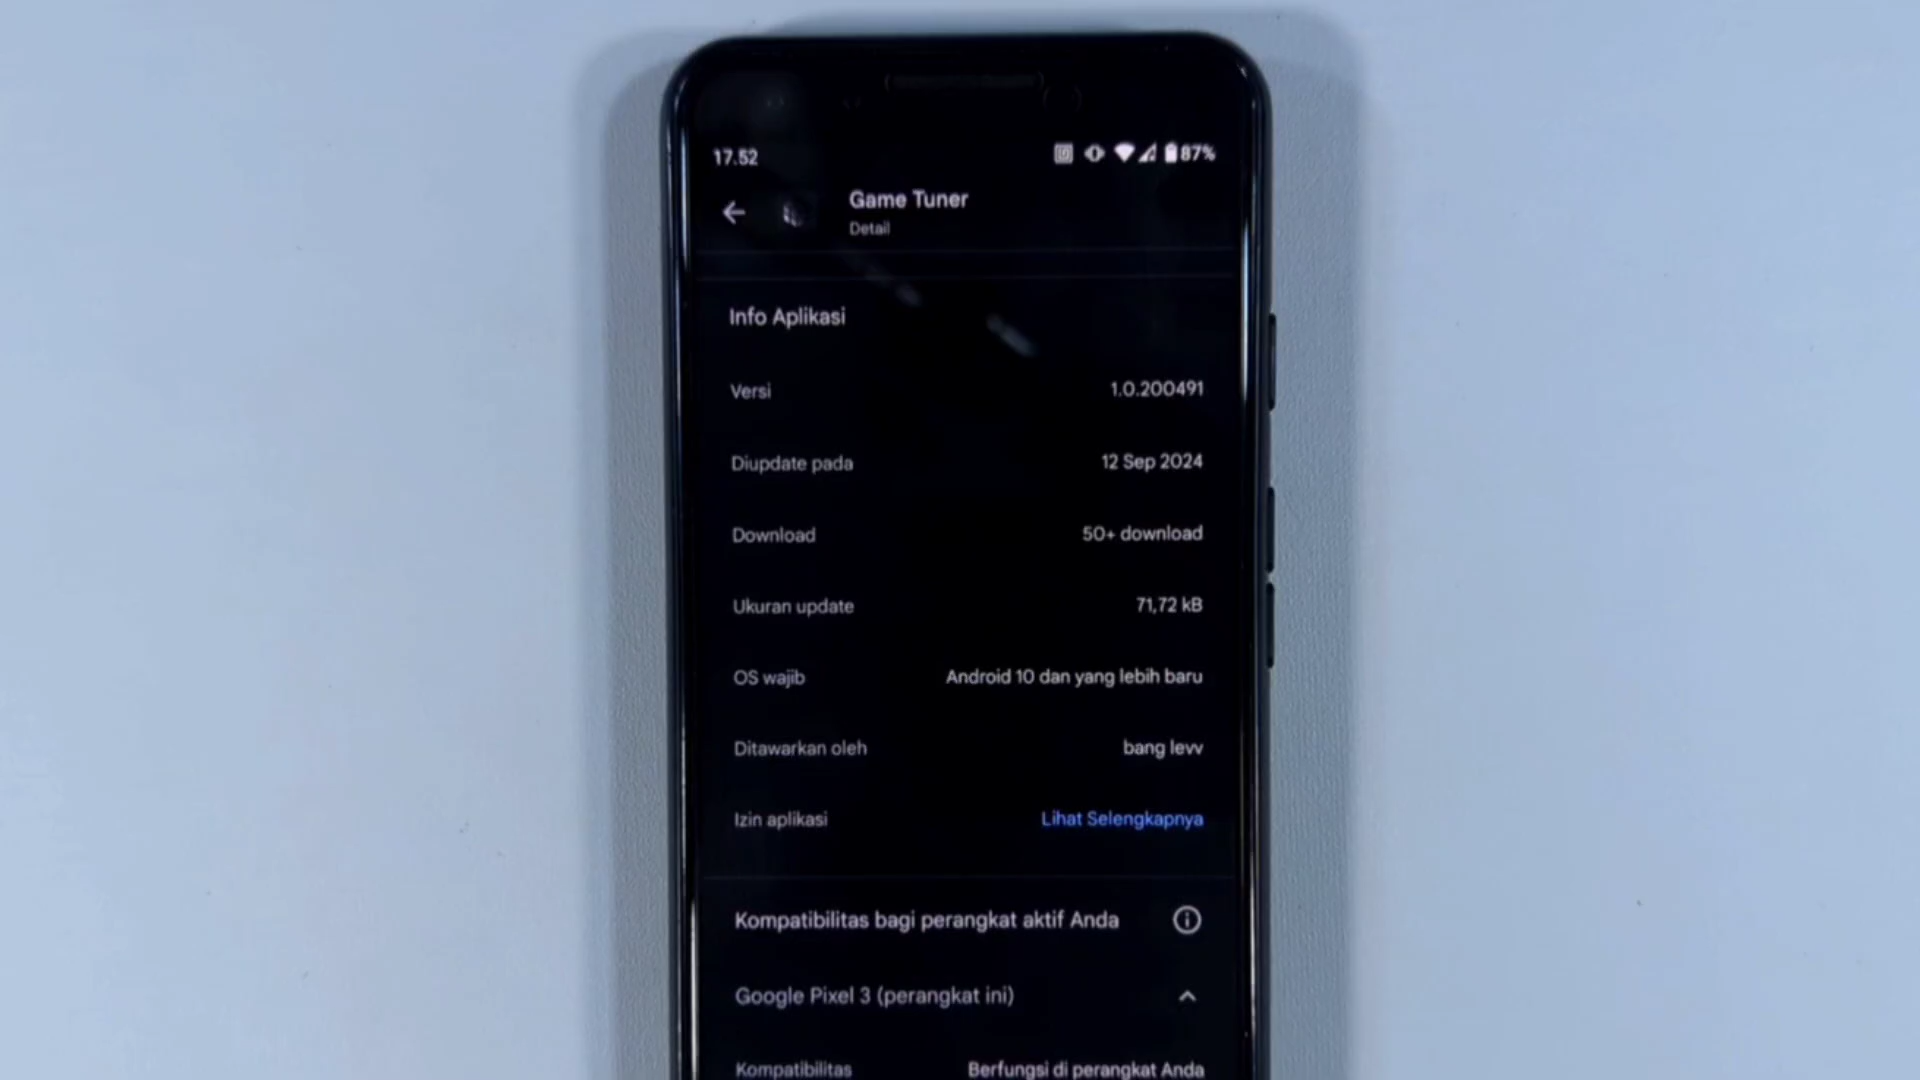 17.52
87%
Game Tuner
Detail
Info Aplikasi
Versi 1.0.200491
Diupdate pada 12 Sep 2024
Download 50+ download
Ukuran update 71,72 kB
OS wajib Android 10 dan yang lebih baru
Ditawarkan oleh bang levv
Izin aplikasi Lihat Selengkapnya
Kompatibilitas bagi perangkat aktif Anda
Google Pixel 3 (perangkat ini)
Kompatibilitas Berfungsi di perangkat Anda